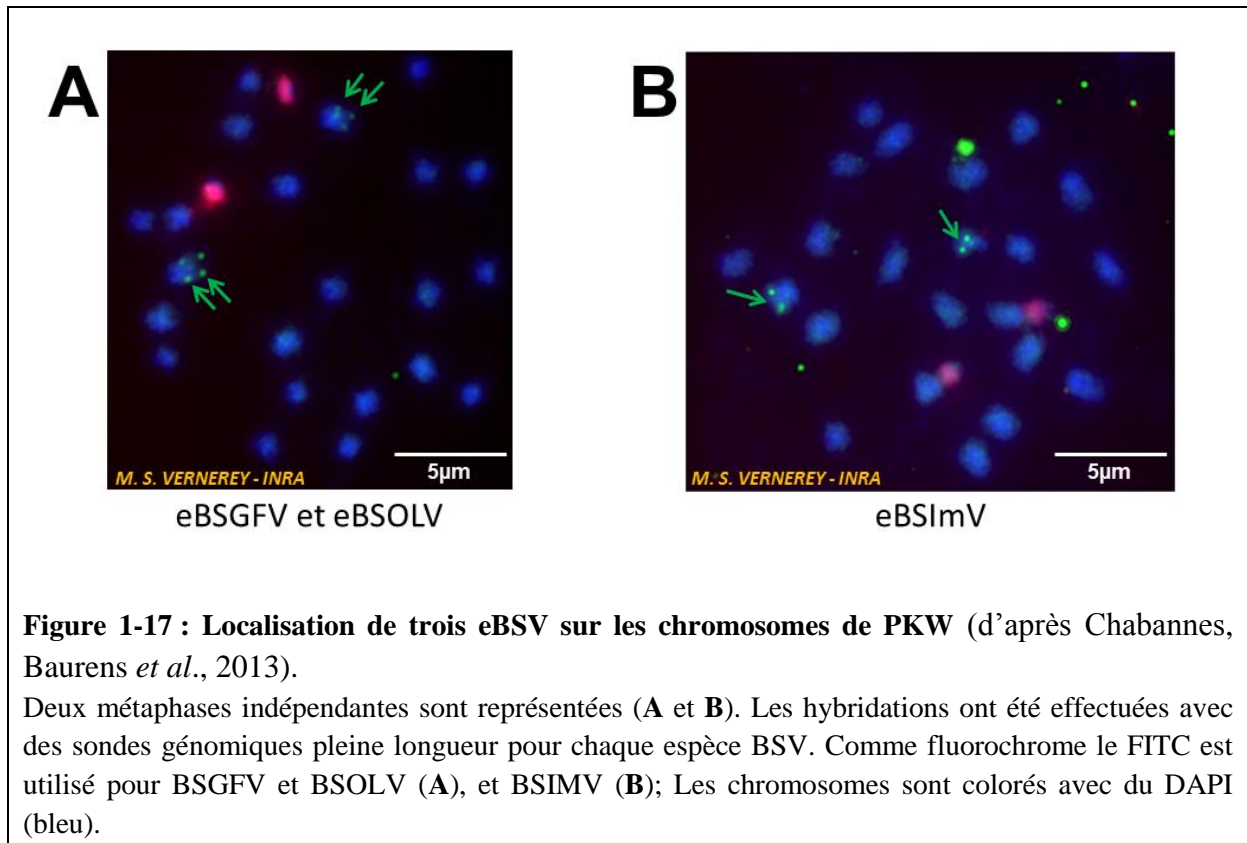 A
B
5µm
5µm
M. S. VERNEREY - INRA
M. S. VERNEREY - INRA
eBSGFV et eBSOLV
eBSImV
Figure 1-17 : Localisation de trois eBSV sur les chromosomes de PKW (d’après Chabannes,
Baurens et al., 2013).
Deux métaphases indépendantes sont représentées (A et B). Les hybridations ont été effectuées avec
des sondes génomiques pleine longueur pour chaque espèce BSV. Comme fluorochrome le FITC est
utilisé pour BSGFV et BSOLV (A), et BSIMV (B); Les chromosomes sont colorés avec du DAPI
(bleu).